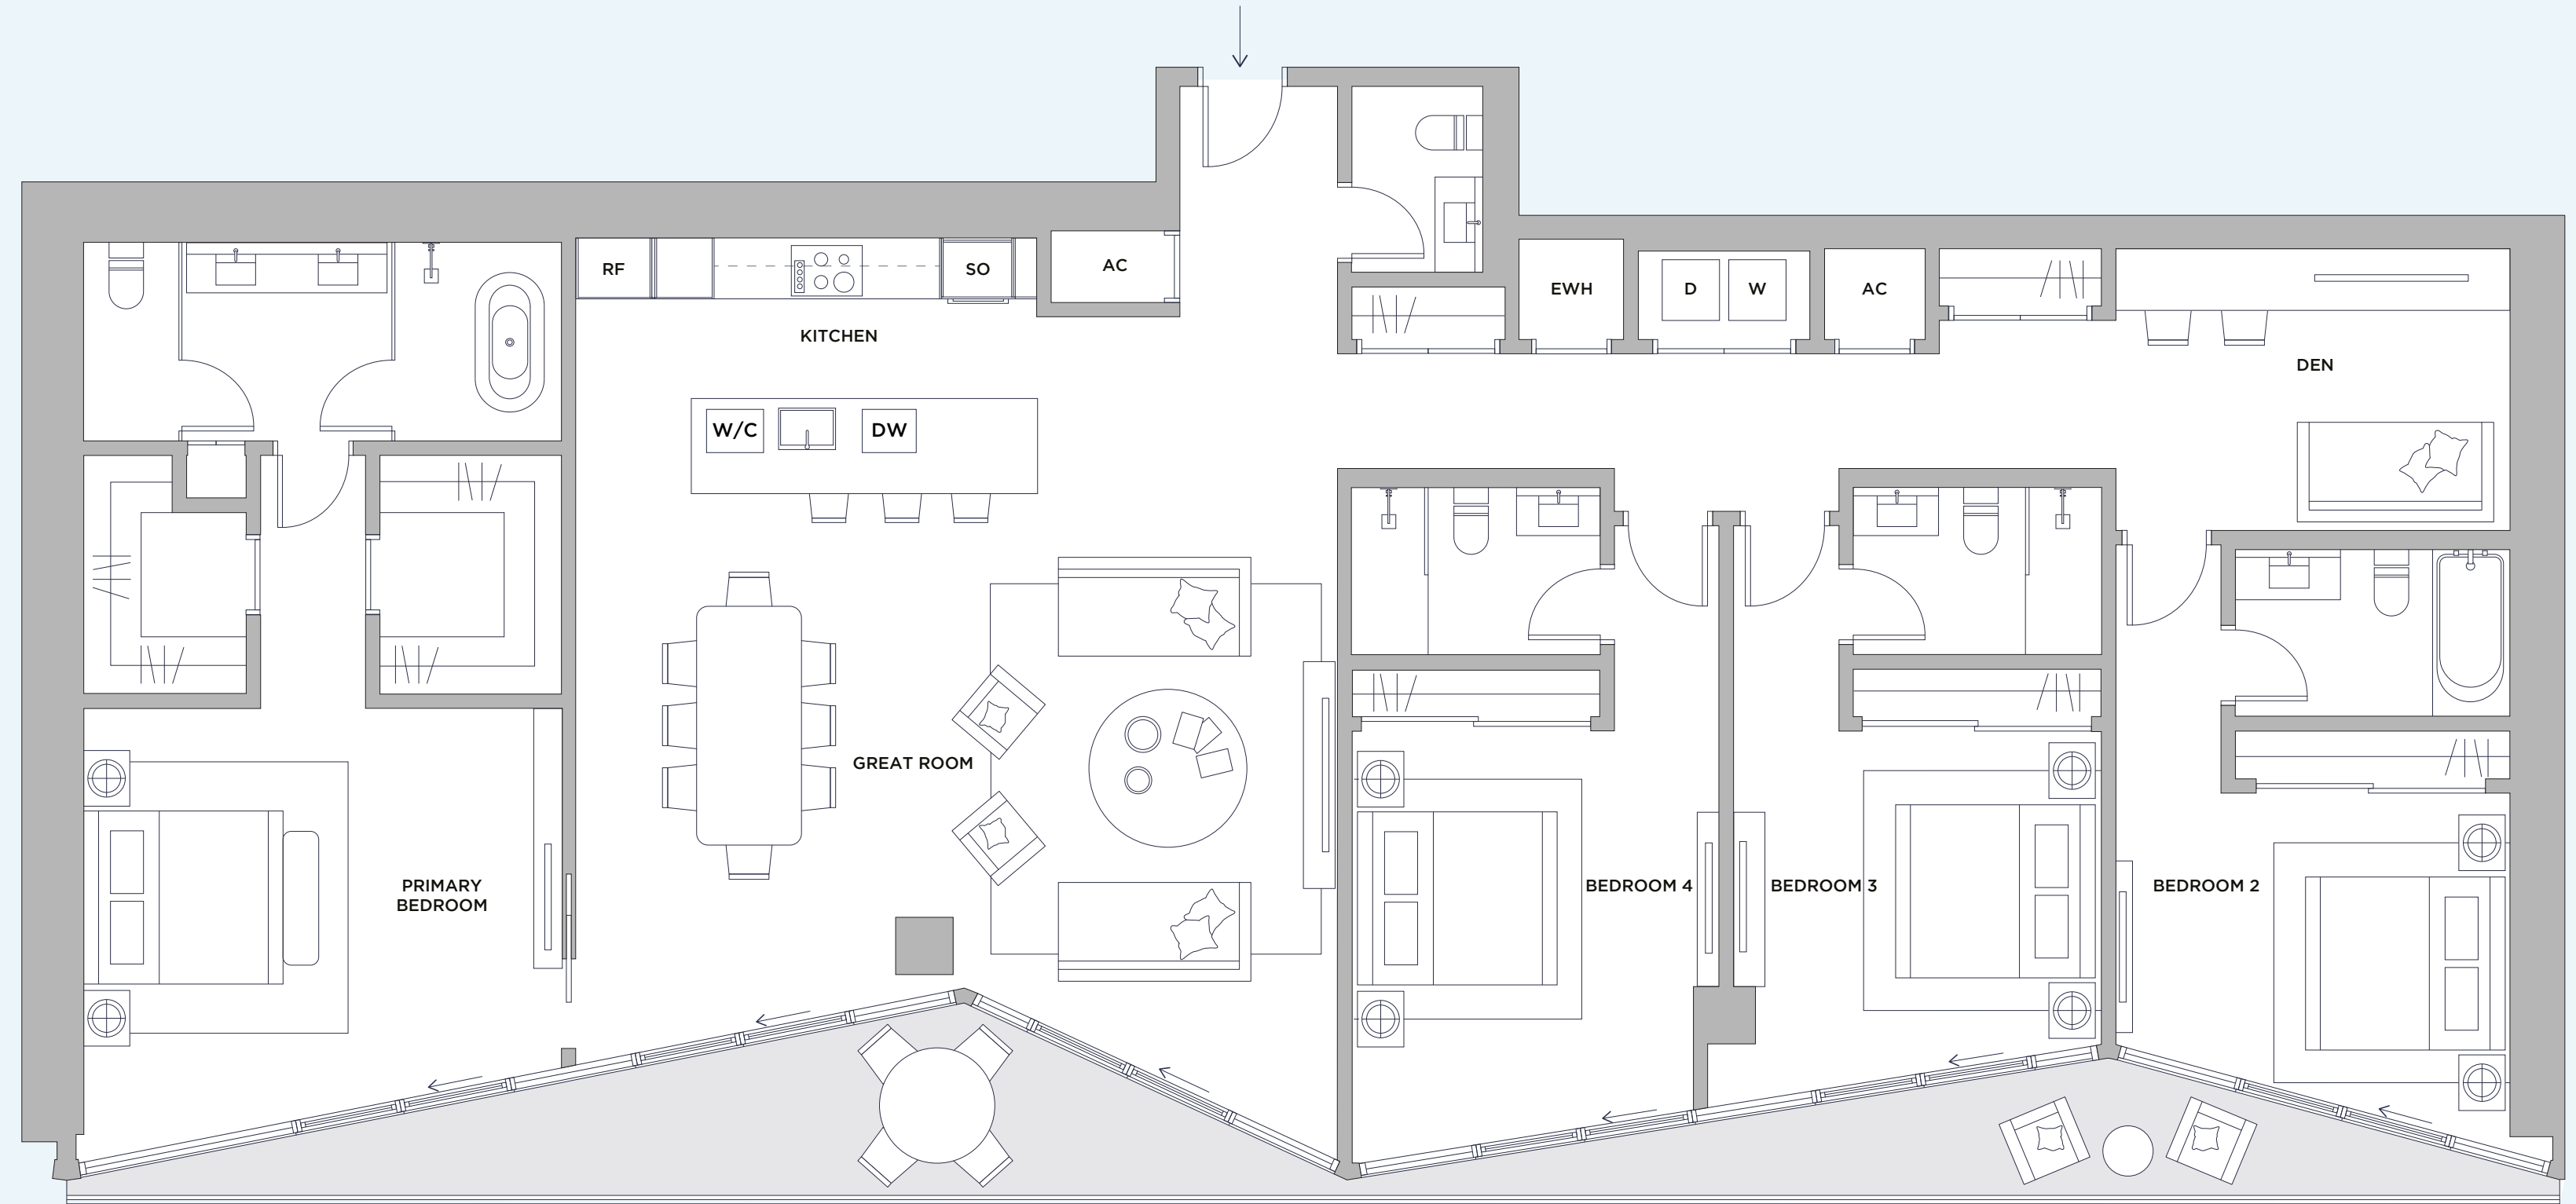 RF
SO
AC
EWH
D
W
AC
KITCHEN
DEN
W/C
DW
GREAT ROOM
PRIMARY
BEDROOM
BEDROOM 4
BEDROOM 3
BEDROOM 2